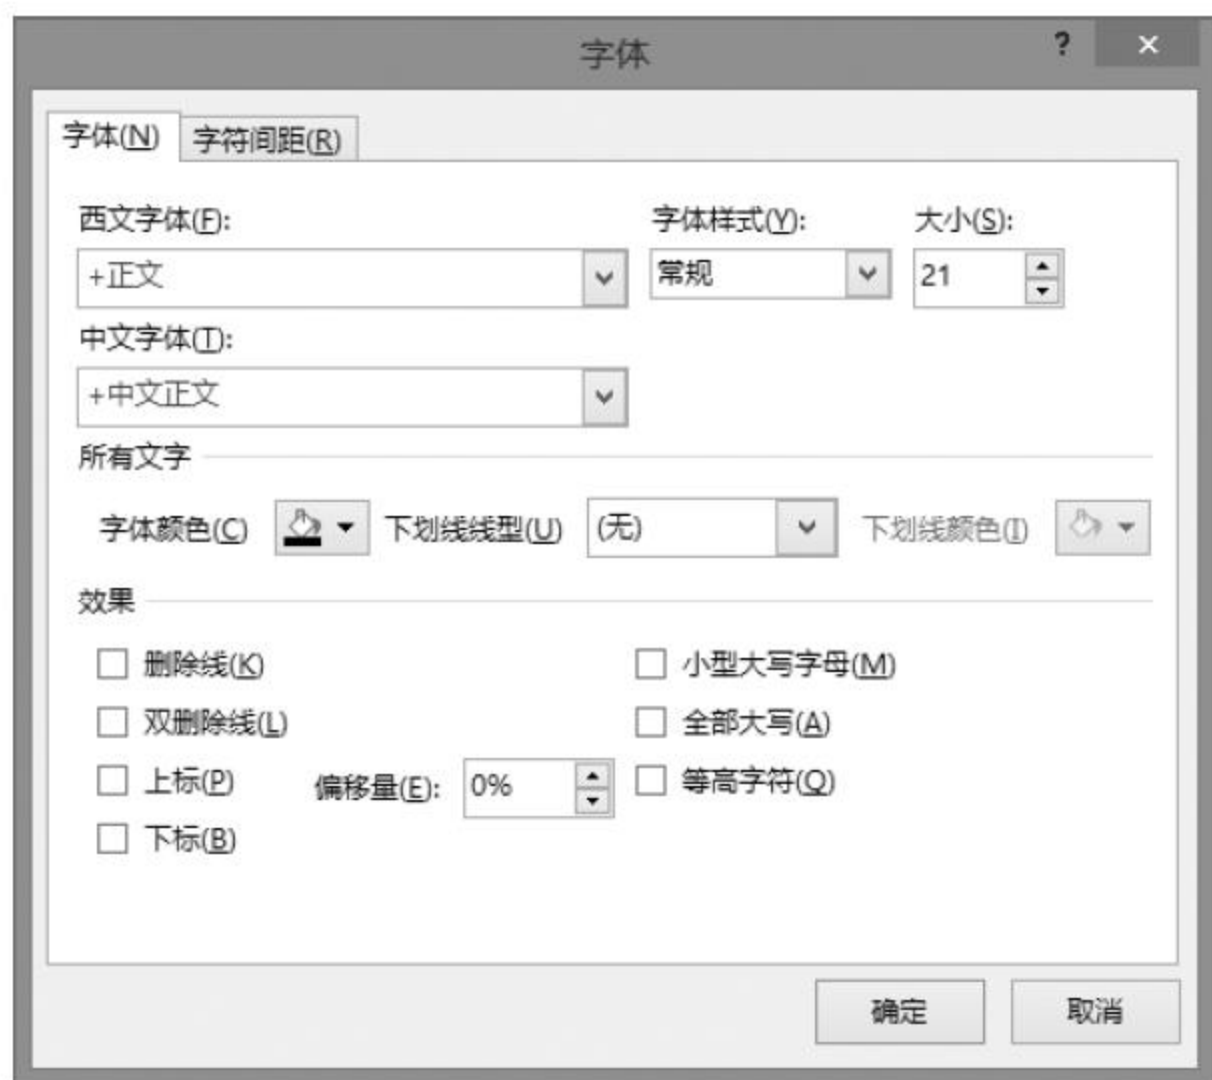 字体
?
×
字体(N) 字符间距(R)
西文字体(F): 字体样式(Y): 大小(S):
+正文 常规 21
中文字体(T):
+中文正文
所有文字
字体颜色(C) 下划线线型(U) (无) 下划线颜色(I)
效果
删除线(K) 小型大写字母(M)
双删除线(L) 全部大写(A)
上标(P) 偏移量(E): 0% 等高字符(Q)
下标(B)
确定 取消